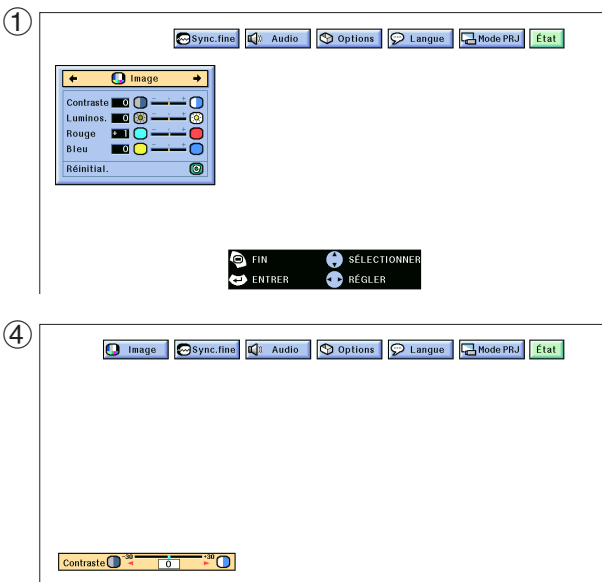 ①
Sync.fine Audio Options Langue Mode PRJ État
Image
Contraste 0 - +
Luminos. 0 - +
Rouge + 1 - +
Bleu 0 - +
Réinitial.
FIN SÉLECTIONNER
ENTRER RÉGLER
④
Image Sync.fine Audio Options Langue Mode PRJ État
Contraste -30 0 +30